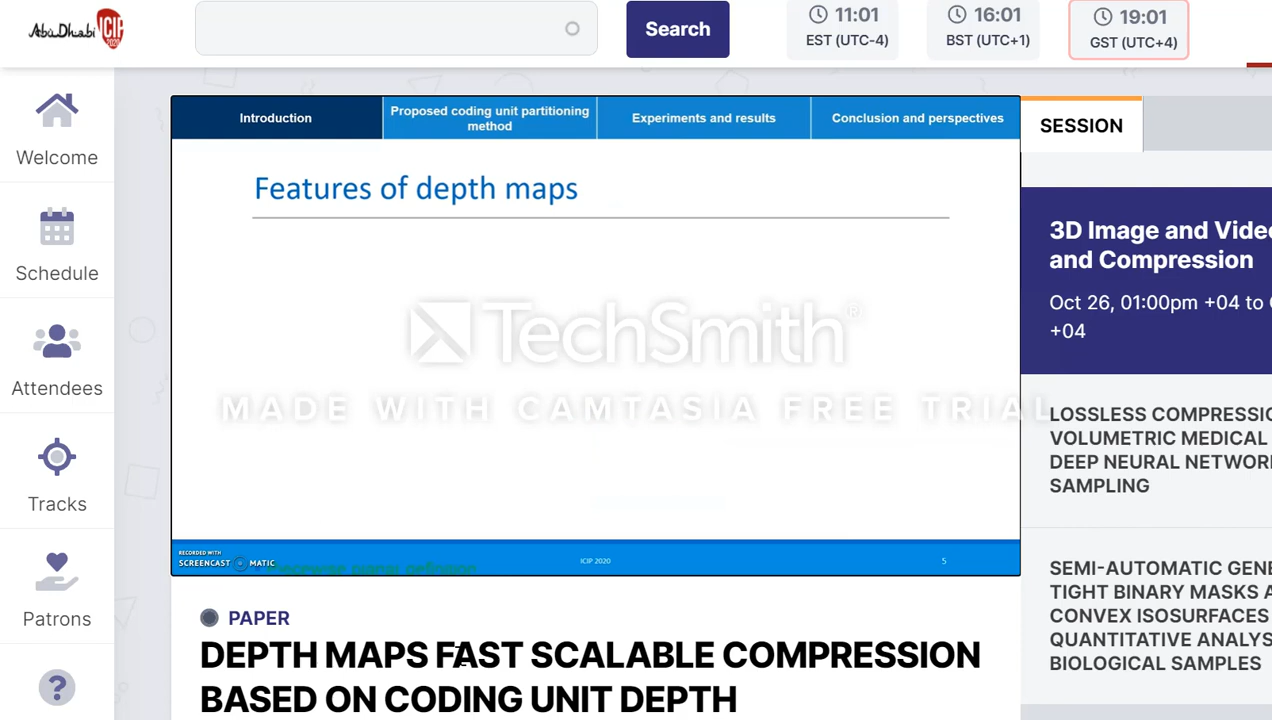 Abu Dhabi ICIP 2020
Search
11:01
EST (UTC-4)
16:01
BST (UTC+1)
19:01
GST (UTC+4)
Welcome
Schedule
Attendees
Tracks
Patrons
?
Introduction
Proposed coding unit partitioning
method
Experiments and results
Conclusion and perspectives
Features of depth maps
TechSmith®
MADE WITH CAMTASIA FREE TRIAL
RECORDED WITH
SCREENCAST MATIC
ICIP 2020
5
PAPER
DEPTH MAPS FAST SCALABLE COMPRESSION
BASED ON CODING UNIT DEPTH
SESSION
3D Image and Vide
and Compression
Oct 26, 01:00pm +04 to
+04
LOSSLESS COMPRESSIO
VOLUMETRIC MEDICAL
DEEP NEURAL NETWOR
SAMPLING
SEMI-AUTOMATIC GENE
TIGHT BINARY MASKS A
CONVEX ISOSURFACES
QUANTITATIVE ANALYS
BIOLOGICAL SAMPLES